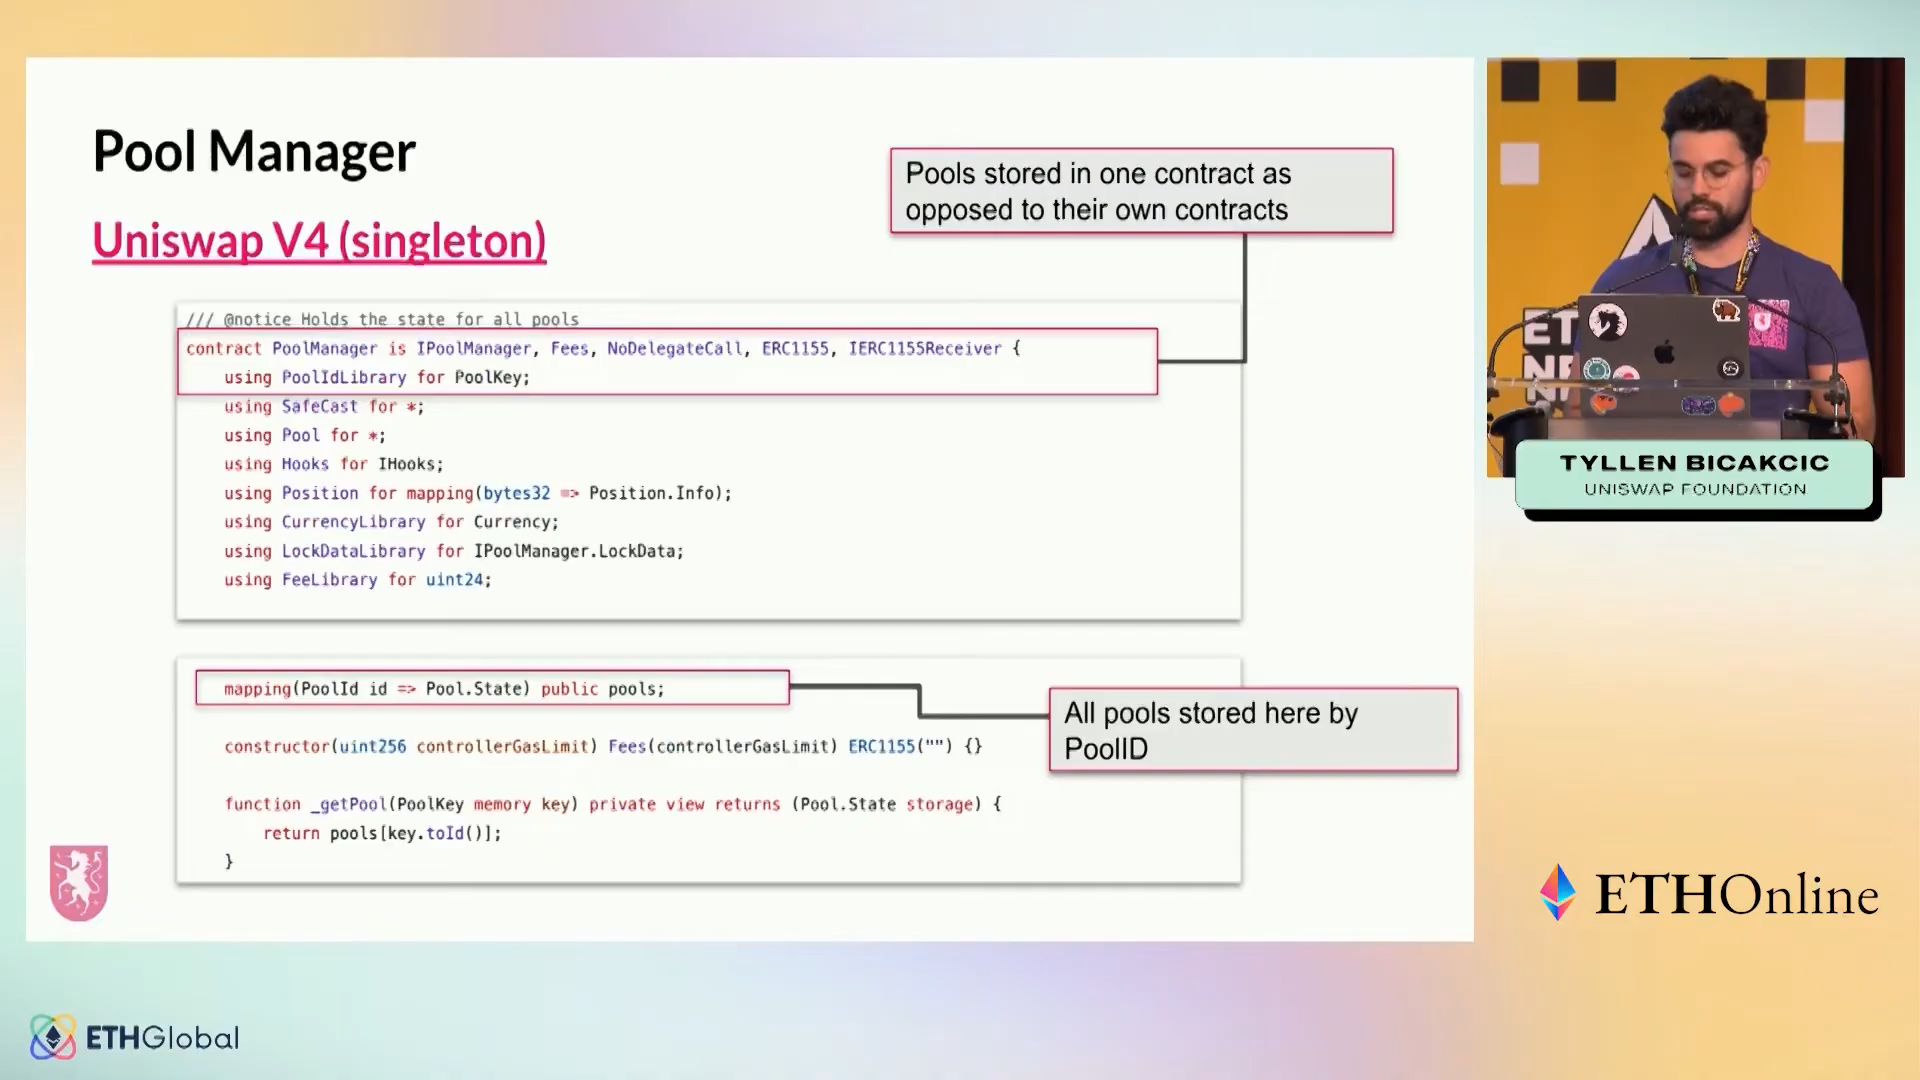 Pool Manager
Uniswap V4 (singleton)
Pools stored in one contract as
opposed to their own contracts
/// @notice Holds the state for all pools
contract PoolManager is IPoolManager, Fees, NoDelegateCall, ERC1155, IERC1155Receiver {
    using PoolIdLibrary for PoolKey;
    using SafeCast for *;
    using Pool for *;
    using Hooks for IHooks;
    using Position for mapping(bytes32 => Position.Info);
    using CurrencyLibrary for Currency;
    using LockDataLibrary for IPoolManager.LockData;
    using FeeLibrary for uint24;
mapping(PoolId id => Pool.State) public pools;
All pools stored here by
PoolID
constructor(uint256 controllerGasLimit) Fees(controllerGasLimit) ERC1155("") {}
function _getPool(PoolKey memory key) private view returns (Pool.State storage) {
    return pools[key.toId()];
}
TYLLEN BICAKCIC
UNISWAP FOUNDATION
ETHOnline
ETHGlobal